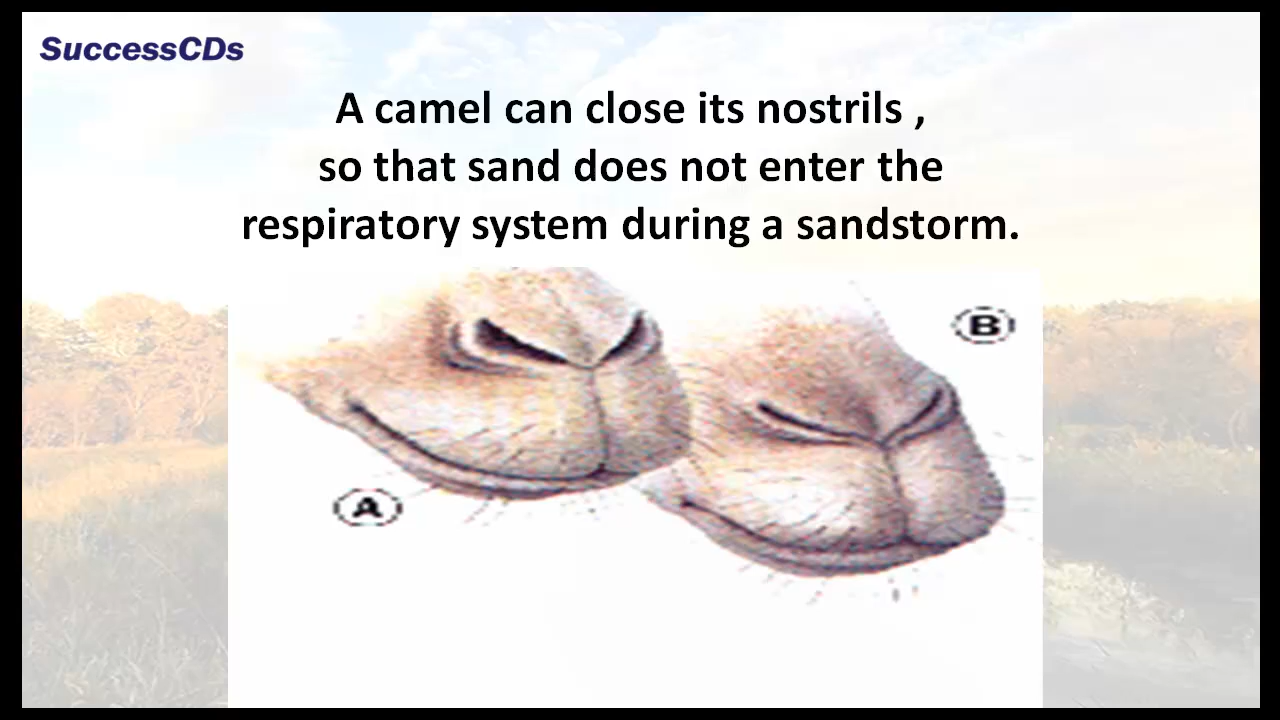 SuccessCDs
A camel can close its nostrils ,
so that sand does not enter the
respiratory system during a sandstorm.
B
A